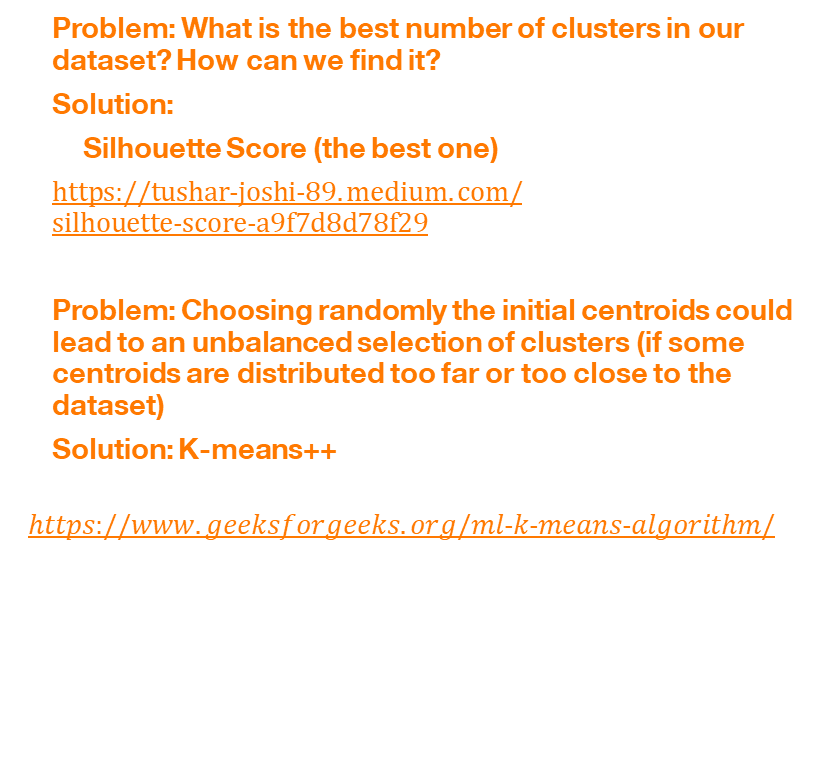 Problem: What is the best number of clusters in our
dataset? How can we find it?
Solution:
Silhouette Score (the best one)
https://tushar-joshi-89.medium.com/
silhouette-score-a9f7d8d78f29
Problem: Choosing randomly the initial centroids could
lead to an unbalanced selection of clusters (if some
centroids are distributed too far or too close to the
dataset)
Solution: K-means++
https://www.geeksforgeeks.org/ml-k-means-algorithm/